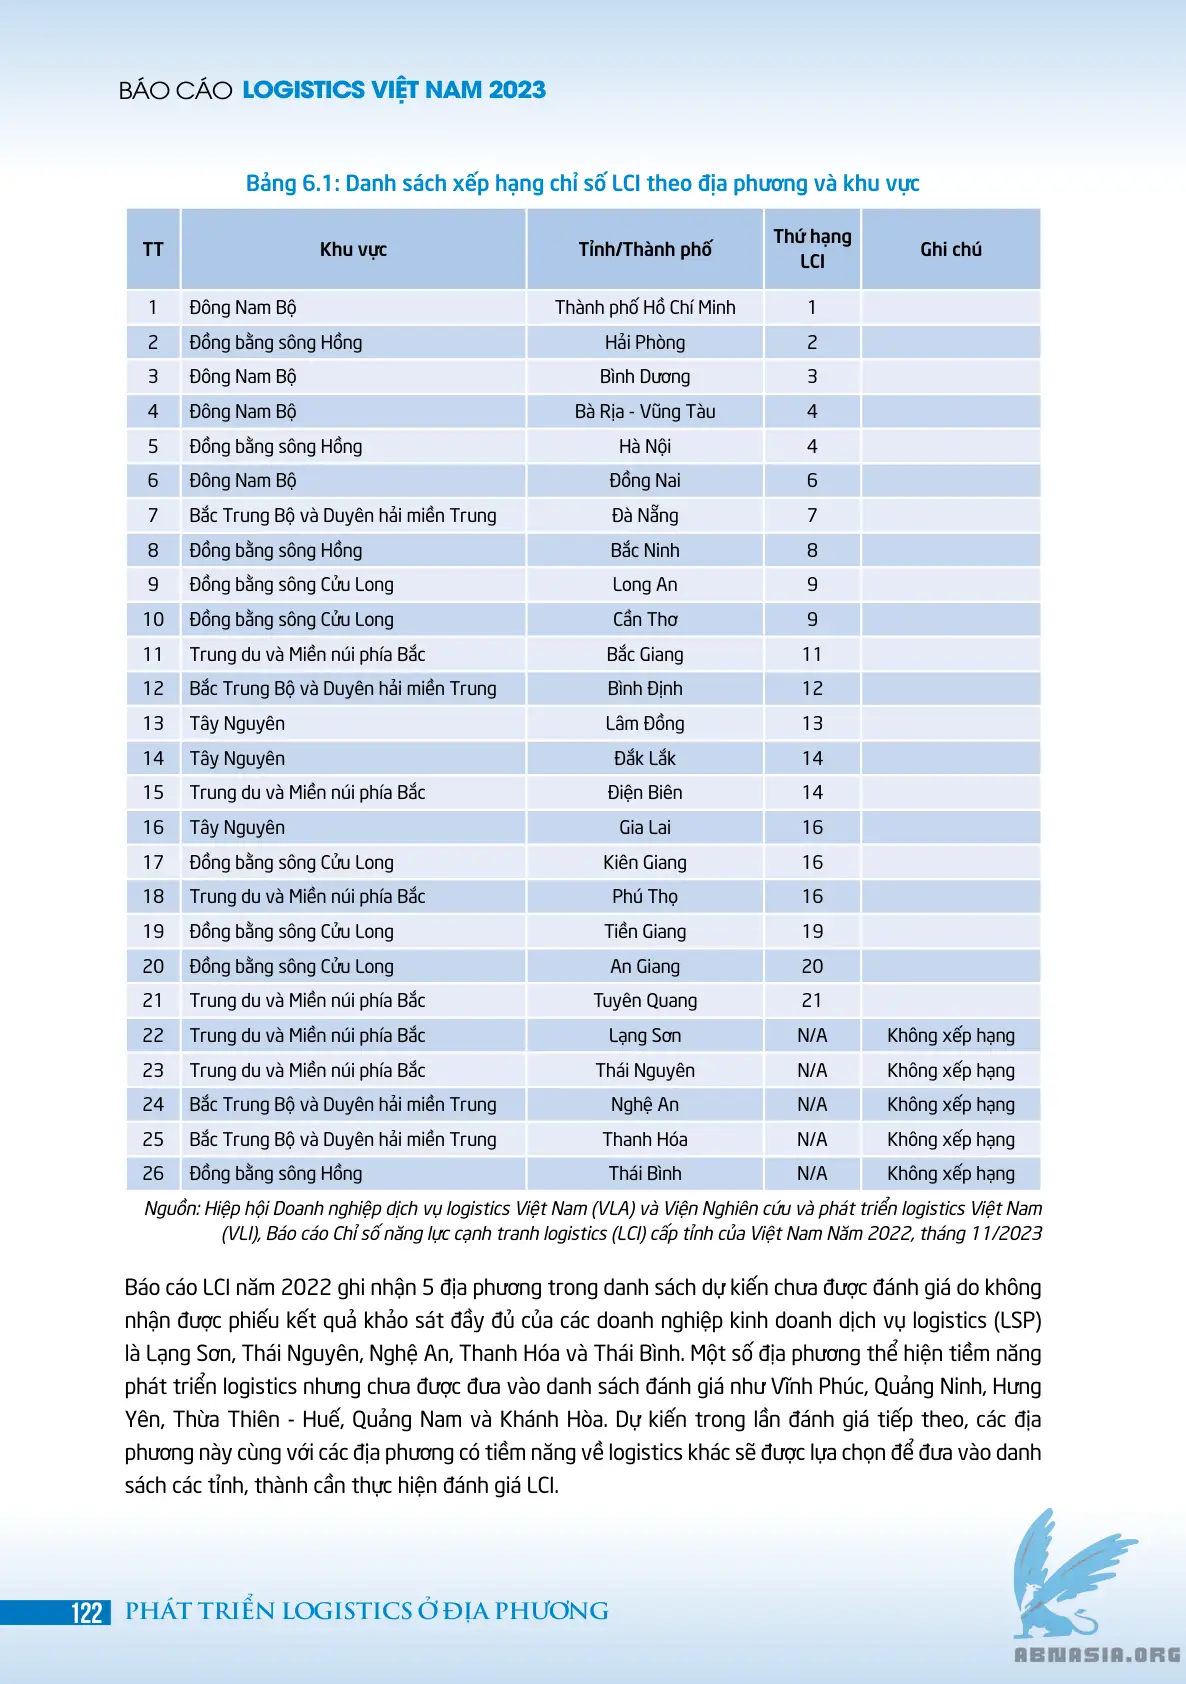 BÁO CÁO LOGISTICS VIỆT NAM 2023
Bảng 6.1: Danh sách xếp hạng chỉ số LCI theo địa phương và khu vực
TT Khu vực Tỉnh/Thành phố Thứ hạng LCI Ghi chú
1 Đông Nam Bộ Thành phố Hồ Chí Minh 1
2 Đồng bằng sông Hồng Hải Phòng 2
3 Đông Nam Bộ Bình Dương 3
4 Đông Nam Bộ Bà Rịa - Vũng Tàu 4
5 Đồng bằng sông Hồng Hà Nội 4
6 Đông Nam Bộ Đồng Nai 6
7 Bắc Trung Bộ và Duyên hải miền Trung Đà Nẵng 7
8 Đồng bằng sông Hồng Bắc Ninh 8
9 Đồng bằng sông Cửu Long Long An 9
10 Đồng bằng sông Cửu Long Cần Thơ 9
11 Trung du và Miền núi phía Bắc Bắc Giang 11
12 Bắc Trung Bộ và Duyên hải miền Trung Bình Định 12
13 Tây Nguyên Lâm Đồng 13
14 Tây Nguyên Đắk Lắk 14
15 Trung du và Miền núi phía Bắc Điện Biên 14
16 Tây Nguyên Gia Lai 16
17 Đồng bằng sông Cửu Long Kiên Giang 16
18 Trung du và Miền núi phía Bắc Phú Thọ 16
19 Đồng bằng sông Cửu Long Tiền Giang 19
20 Đồng bằng sông Cửu Long An Giang 20
21 Trung du và Miền núi phía Bắc Tuyên Quang 21
22 Trung du và Miền núi phía Bắc Lạng Sơn N/A Không xếp hạng
23 Trung du và Miền núi phía Bắc Thái Nguyên N/A Không xếp hạng
24 Bắc Trung Bộ và Duyên hải miền Trung Nghệ An N/A Không xếp hạng
25 Bắc Trung Bộ và Duyên hải miền Trung Thanh Hóa N/A Không xếp hạng
26 Đồng bằng sông Hồng Thái Bình N/A Không xếp hạng
Nguồn: Hiệp hội Doanh nghiệp dịch vụ logistics Việt Nam (VLA) và Viện Nghiên cứu và phát triển logistics Việt Nam
(VLI), Báo cáo Chỉ số năng lực cạnh tranh logistics (LCI) cấp tỉnh của Việt Nam Năm 2022, tháng 11/2023
Báo cáo LCI năm 2022 ghi nhận 5 địa phương trong danh sách dự kiến chưa được đánh giá do không
nhận được phiếu kết quả khảo sát đầy đủ của các doanh nghiệp kinh doanh dịch vụ logistics (LSP)
là Lạng Sơn, Thái Nguyên, Nghệ An, Thanh Hóa và Thái Bình. Một số địa phương thể hiện tiềm năng
phát triển logistics nhưng chưa được đưa vào danh sách đánh giá như Vĩnh Phúc, Quảng Ninh, Hưng
Yên, Thừa Thiên - Huế, Quảng Nam và Khánh Hòa. Dự kiến trong lần đánh giá tiếp theo, các địa
phương này cùng với các địa phương có tiềm năng về logistics khác sẽ được lựa chọn để đưa vào danh
sách các tỉnh, thành cần thực hiện đánh giá LCI.
122 PHÁT TRIỂN LOGISTICS Ở ĐỊA PHƯƠNG
ABNASIA.ORG